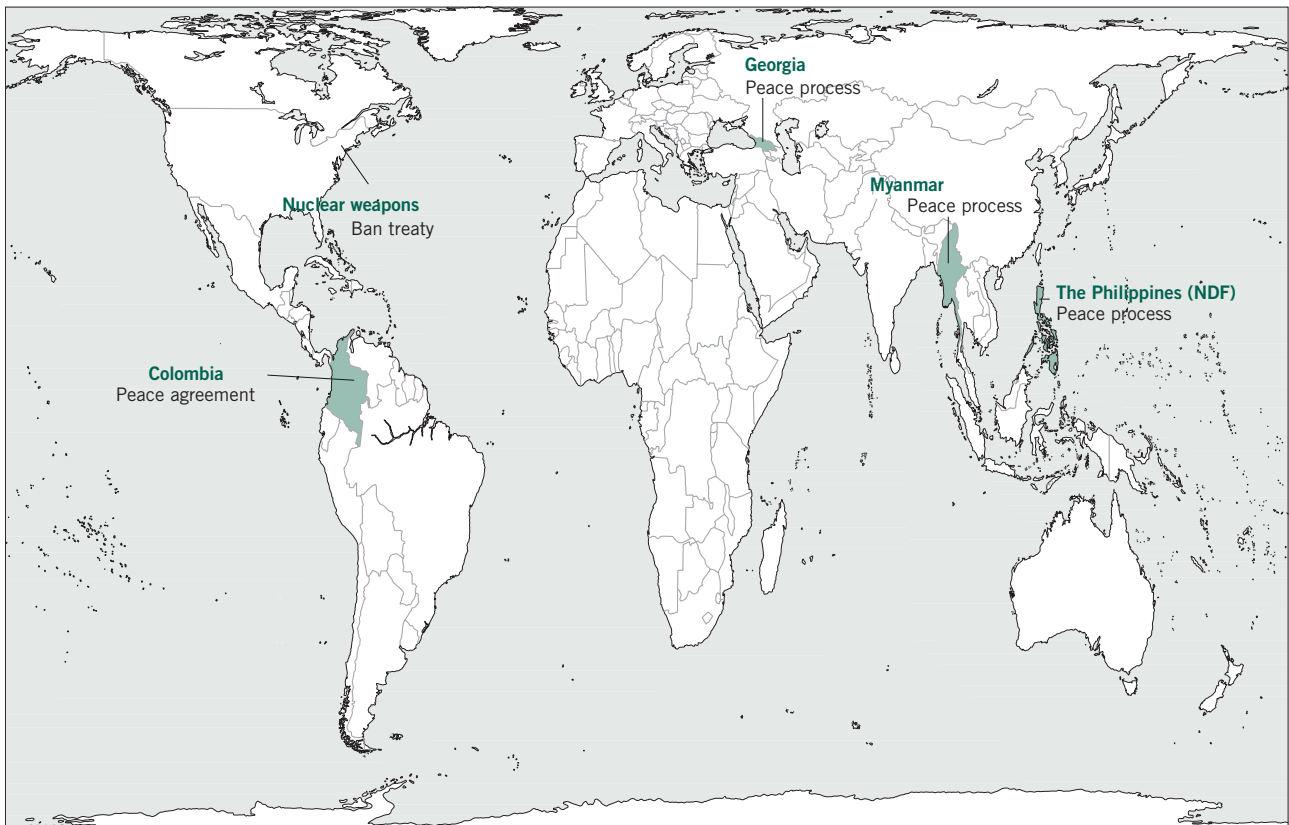 Georgia
Peace process
Myanmar
Peace process
Nuclear weapons
Ban treaty
The Philippines (NDF)
Peace process
Colombia
Peace agreement